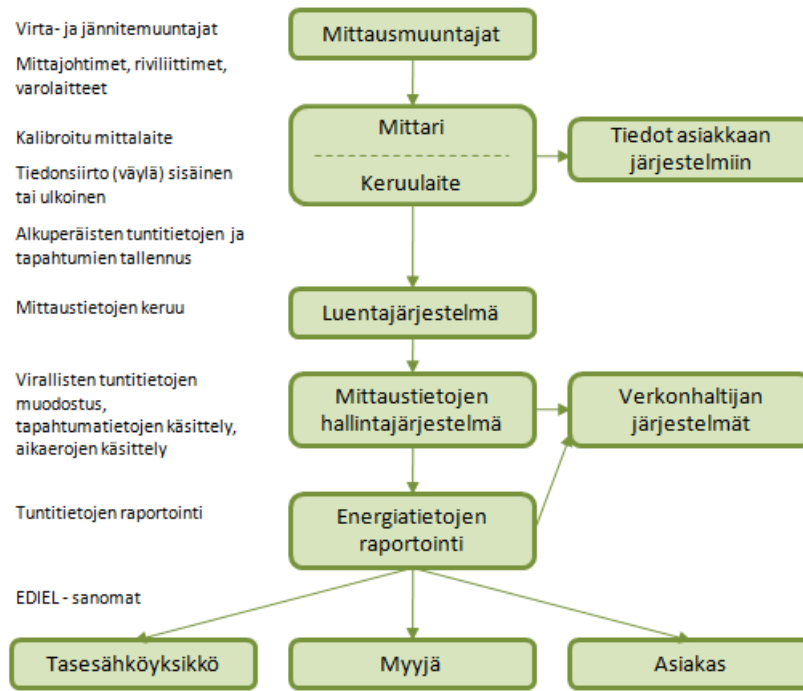 Virta- ja jännitemuuntajat
Mittausmuuntajat
Mittajohtimet, riviliittimet,
varolaitteet
Kalibroitu mittalaite
Mittari
Tiedot asiakkaan
järjestelmiin
Tiedonsiirto (väylä) sisäinen
tai ulkoinen
Keruulaite
Alkuperäisten tuntitietojen ja
tapahtumien tallennus
Mittaustietojen keruu
Luentajärjestelmä
Virallisten tuntitietojen
muodostus,
tapahtumatietojen käsittely,
aikaerojen käsittely
Mittaustietojen
hallintajärjestelmä
Verkonhaltijan
järjestelmät
Tuntitietojen raportointi
Energiatietojen
raportointi
EDIEL - sanomat
Tasesähköyksikkö
Myyjä
Asiakas